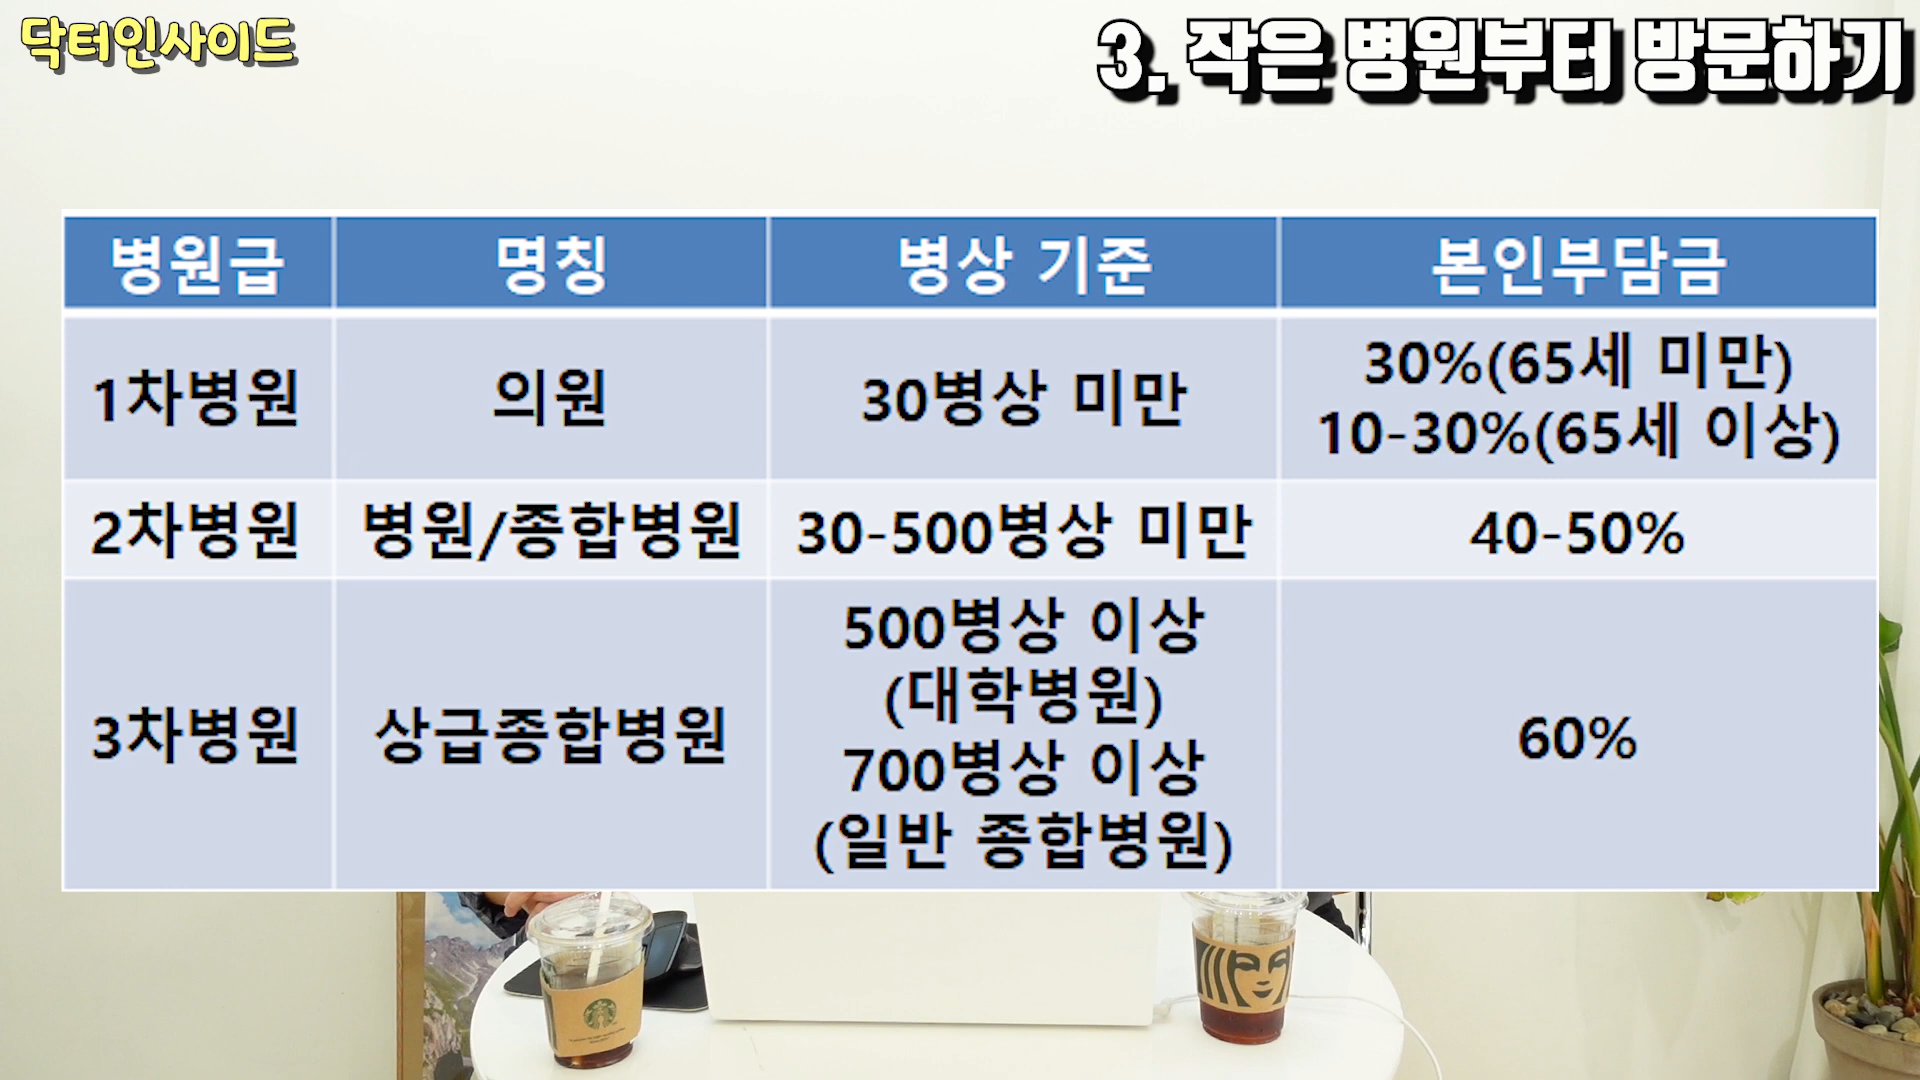 닥터인사이드
3. 작은 병원부터 방문하기
병원급 명칭 병상 기준 본인부담금
1차병원 의원 30병상 미만 30%(65세 미만)
10-30%(65세 이상)
2차병원 병원/종합병원 30-500병상 미만 40-50%
3차병원 상급종합병원 500병상 이상
(대학병원)
700병상 이상
(일반 종합병원) 60%